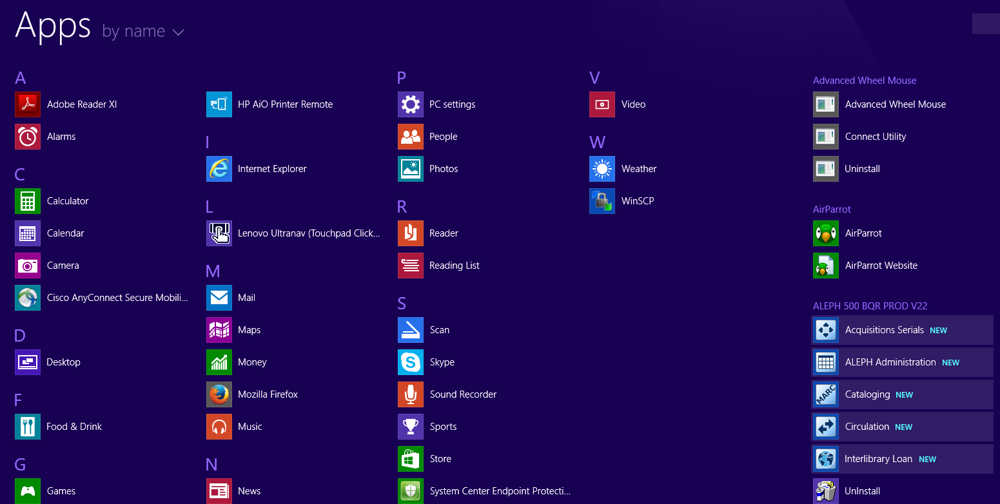 Apps by name
A
Adobe Reader XI
Alarms
C
Calculator
Calendar
Camera
Cisco AnyConnect Secure Mobili...
D
Desktop
F
Food & Drink
G
Games
HP AiO Printer Remote
I
Internet Explorer
L
Lenovo Ultranav (Touchpad Click...
M
Mail
Maps
Money
Mozilla Firefox
Music
N
News
P
PC settings
People
Photos
R
Reader
Reading List
S
Scan
Skype
Sound Recorder
Sports
Store
System Center Endpoint Protecti...
V
Video
W
Weather
WinSCP
Advanced Wheel Mouse
Advanced Wheel Mouse
Connect Utility
Uninstall
AirParrot
AirParrot
AirParrot Website
ALEPH 500 BQR PROD V22
Acquisitions Serials NEW
ALEPH Administration NEW
MARC Cataloging NEW
Circulation NEW
Interlibrary Loan NEW
UnInstall